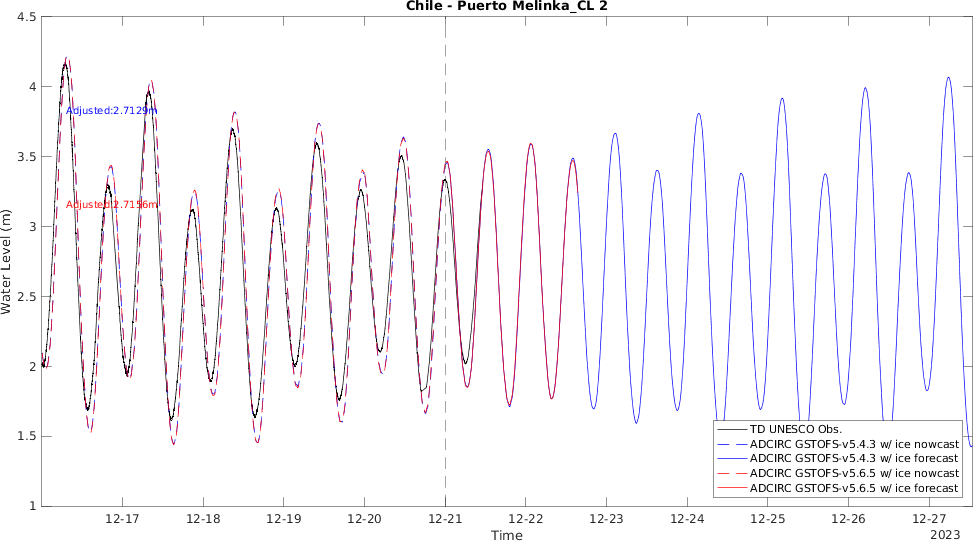 Chile - Puerto Melinka_CL 2
4.5
4
3.5
3
2.5
2
1.5
1
Water Level (m)
Adjusted:2.7129m
Adjusted:2.7156m
TD UNESCO Obs.
ADCIRC GSTOFS-v5.4.3 w/ ice nowcast
ADCIRC GSTOFS-v5.4.3 w/ ice forecast
ADCIRC GSTOFS-v5.6.5 w/ ice nowcast
ADCIRC GSTOFS-v5.6.5 w/ ice forecast
12-17 12-18 12-19 12-20 12-21 12-22 12-23 12-24 12-25 12-26 12-27
Time
2023